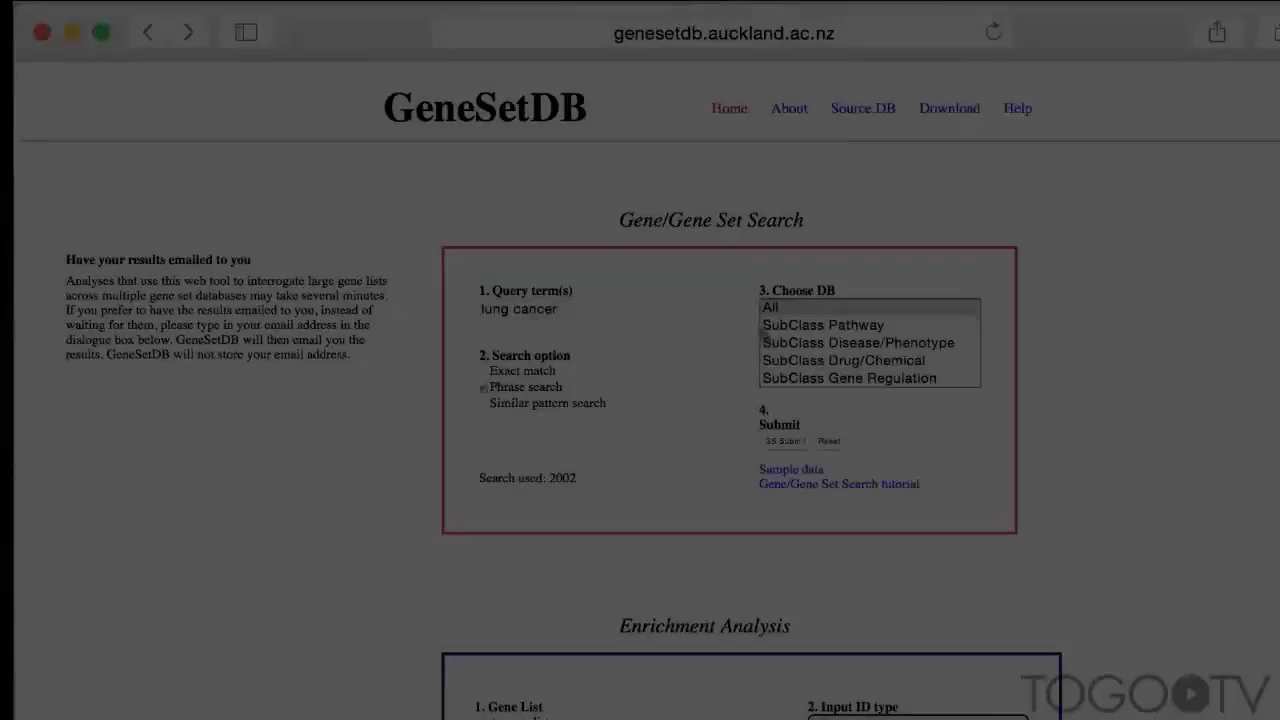 genesetdb.auckland.ac.nz
GeneSetDB
Home About Source DB Download Help
Gene/Gene Set Search
Have your results emailed to you
Analyses that use this web tool to interrogate large gene lists
across multiple gene set databases may take several minutes.
If you prefer to have the results emailed to you, instead of
waiting for them, please type in your email address in the
dialogue box below. GeneSetDB will then email you the
results. GeneSetDB will not store your email address.
1. Query term(s)
lung cancer
2. Search option
Exact match
Phrase search
Similar pattern search
Search used: 2002
3. Choose DB
All
SubClass Pathway
SubClass Disease/Phenotype
SubClass Drug/Chemical
SubClass Gene Regulation
4.
Submit
GS Submit Reset
Sample data
Gene/Gene Set Search tutorial
Enrichment Analysis
1. Gene List
2. Input ID type
TOGO TV